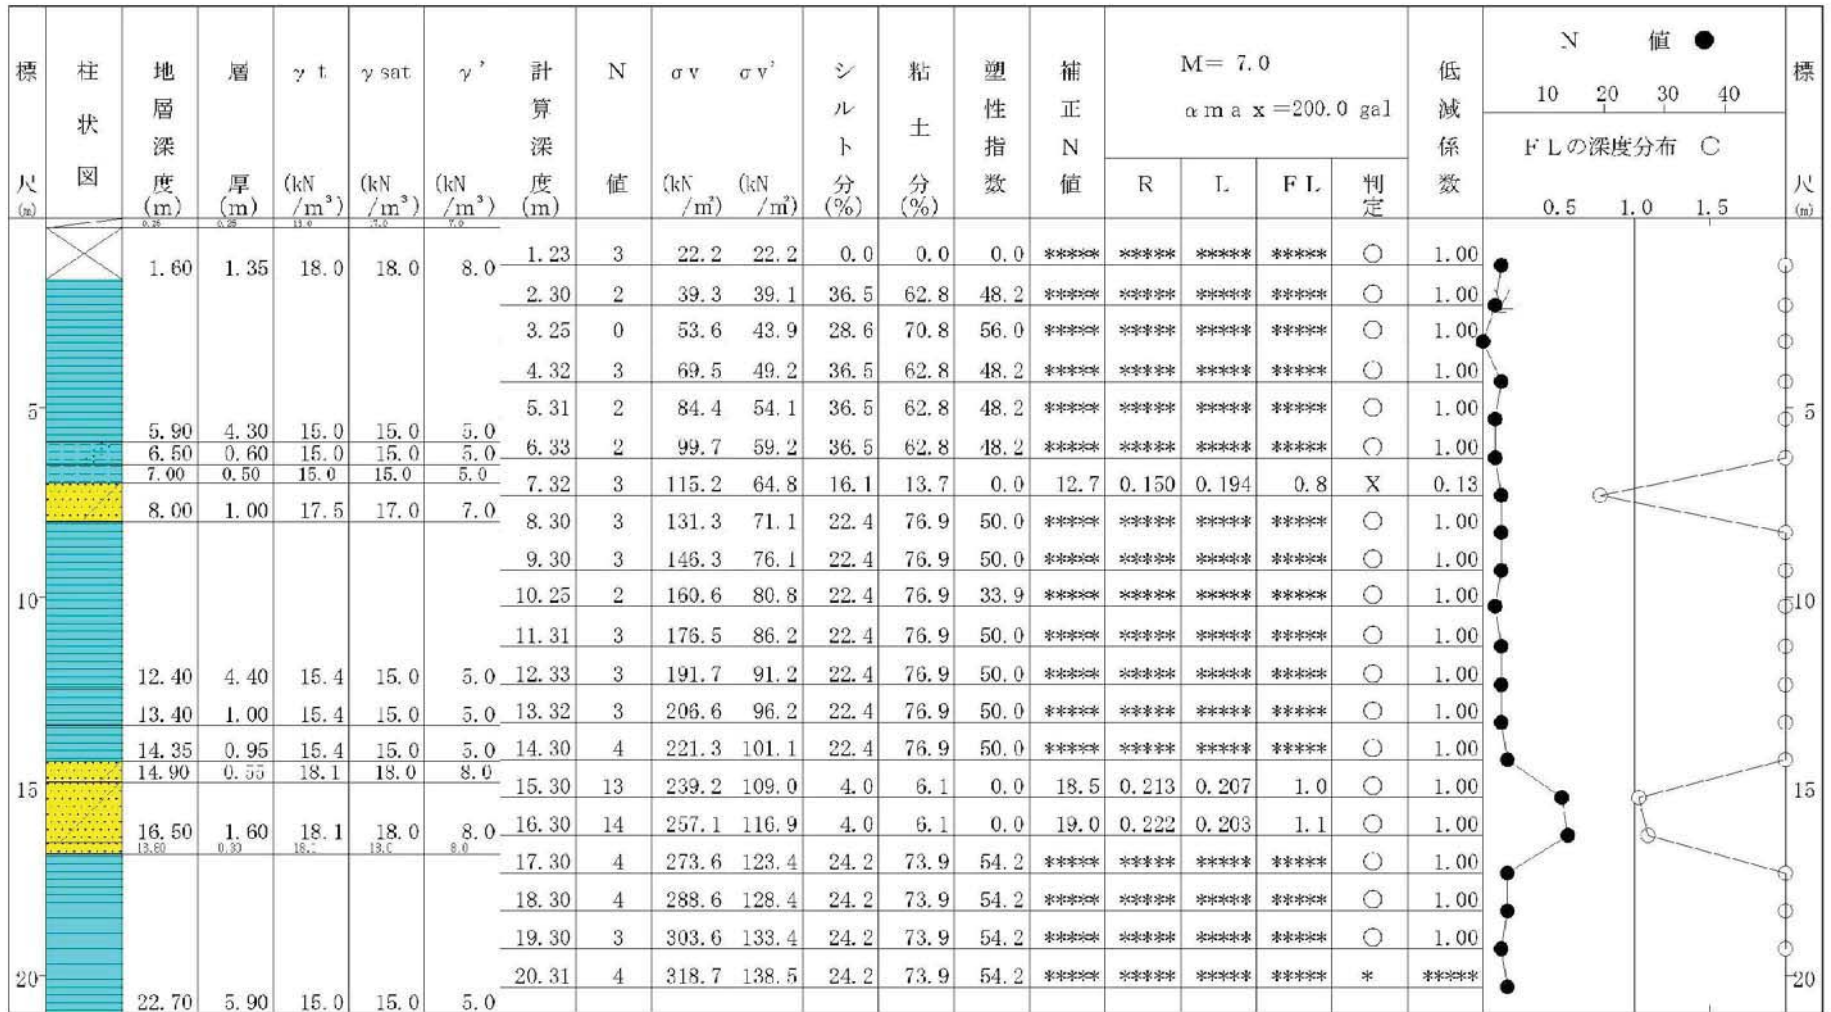 標尺(m) 柱状図 地層深度(m) 層厚(m) γt(kN/m³) γsat(kN/m³) γ'(kN/m³) 計算深度(m) N値 σv(kN/m²) σv'(kN/m²) シルト分(%) 粘土分(%) 塑性指数 補正N値 M= 7.0 αmax=200.0 gal R L FL 判定 低減係数 N値 ● 標尺(m)
10 20 30 40
FLの深度分布 ○
0.5 1.0 1.5
1.23 3 22.2 22.2 0.0 0.0 0.0 ***** ***** ***** ***** ○ 1.00
1.60 1.35 18.0 18.0 8.0
2.30 2 39.3 39.1 36.5 62.8 48.2 ***** ***** ***** ***** ○ 1.00
3.25 0 53.6 43.9 28.6 70.8 56.0 ***** ***** ***** ***** ○ 1.00
4.32 3 69.5 49.2 36.5 62.8 48.2 ***** ***** ***** ***** ○ 1.00
5 5.31 2 84.4 54.1 36.5 62.8 48.2 ***** ***** ***** ***** ○ 1.00 5
5.90 4.30 15.0 15.0 5.0
6.50 0.60 15.0 15.0 5.0 6.33 2 99.7 59.2 36.5 62.8 48.2 ***** ***** ***** ***** ○ 1.00
7.00 0.50 15.0 15.0 5.0
7.32 3 115.2 64.8 16.1 13.7 0.0 12.7 0.150 0.194 0.8 X 0.13
8.00 1.00 17.5 17.0 7.0
8.30 3 131.3 71.1 22.4 76.9 50.0 ***** ***** ***** ***** ○ 1.00
9.30 3 146.3 76.1 22.4 76.9 50.0 ***** ***** ***** ***** ○ 1.00
10 10.25 2 160.6 80.8 22.4 76.9 33.9 ***** ***** ***** ***** ○ 1.00 10
11.31 3 176.5 86.2 22.4 76.9 50.0 ***** ***** ***** ***** ○ 1.00
12.40 4.40 15.4 15.0 5.0 12.33 3 191.7 91.2 22.4 76.9 50.0 ***** ***** ***** ***** ○ 1.00
13.40 1.00 15.4 15.0 5.0 13.32 3 206.6 96.2 22.4 76.9 50.0 ***** ***** ***** ***** ○ 1.00
14.35 0.95 15.4 15.0 5.0 14.30 4 221.3 101.1 22.4 76.9 50.0 ***** ***** ***** ***** ○ 1.00
14.90 0.55 18.1 18.0 8.0
15 15.30 13 239.2 109.0 4.0 6.1 0.0 18.5 0.213 0.207 1.0 ○ 1.00 15
16.50 1.60 18.1 18.0 8.0 16.30 14 257.1 116.9 4.0 6.1 0.0 19.0 0.222 0.203 1.1 ○ 1.00
17.30 4 273.6 123.4 24.2 73.9 54.2 ***** ***** ***** ***** ○ 1.00
18.30 4 288.6 128.4 24.2 73.9 54.2 ***** ***** ***** ***** ○ 1.00
19.30 3 303.6 133.4 24.2 73.9 54.2 ***** ***** ***** ***** ○ 1.00
20 20.31 4 318.7 138.5 24.2 73.9 54.2 ***** ***** ***** ***** * ***** 20
22.70 5.90 15.0 15.0 5.0